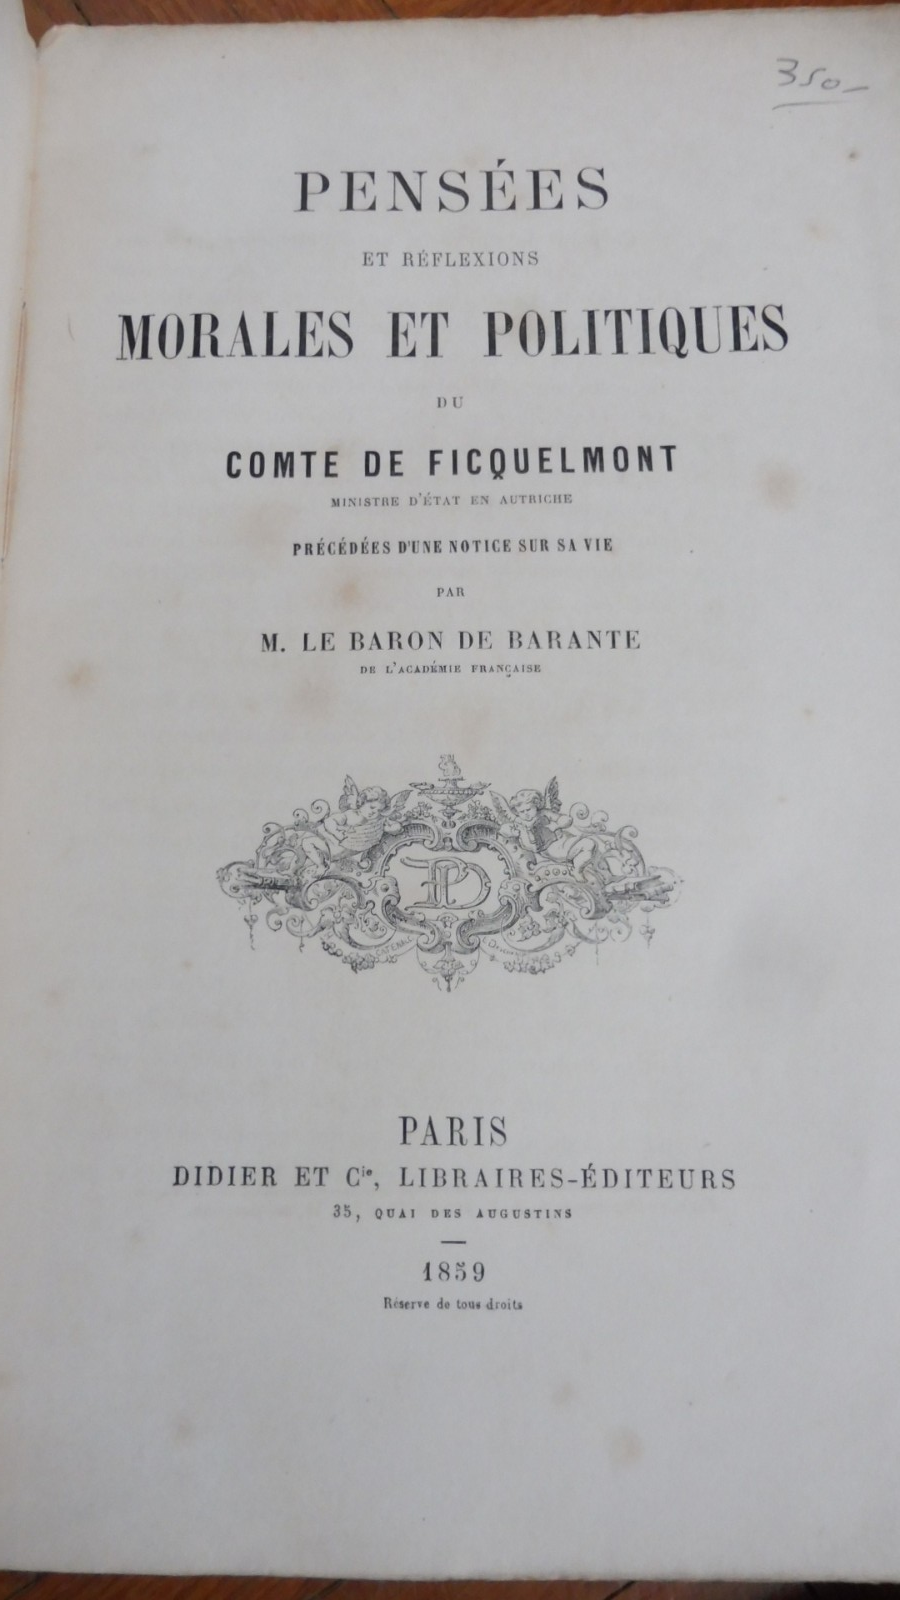 350-
PENSÉES
ET RÉFLEXIONS
MORALES ET POLITIQUES
DU
COMTE DE FICQUELMONT
MINISTRE D'ÉTAT EN AUTRICHE
PRÉCÉDÉES D'UNE NOTICE SUR SA VIE
PAR
M. LE BARON DE BARANTE
DE L'ACADÉMIE FRANÇAISE
PARIS
DIDIER ET Cie, LIBRAIRES-ÉDITEURS
35, QUAI DES AUGUSTINS
1859
Réserve de tous droits